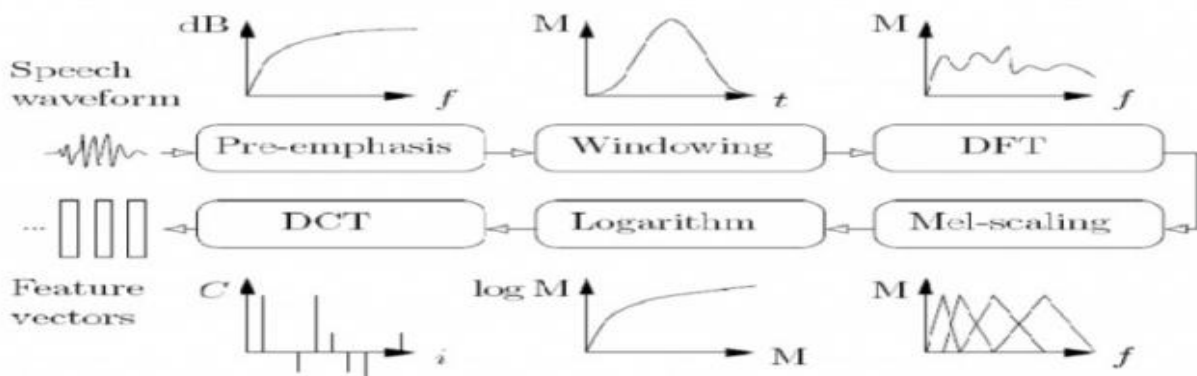 dB
M
M
Speech
waveform
f
t
f
Pre-emphasis
Windowing
DFT
...
DCT
Logarithm
Mel-scaling
Feature
vectors
C
log M
M
i
M
f